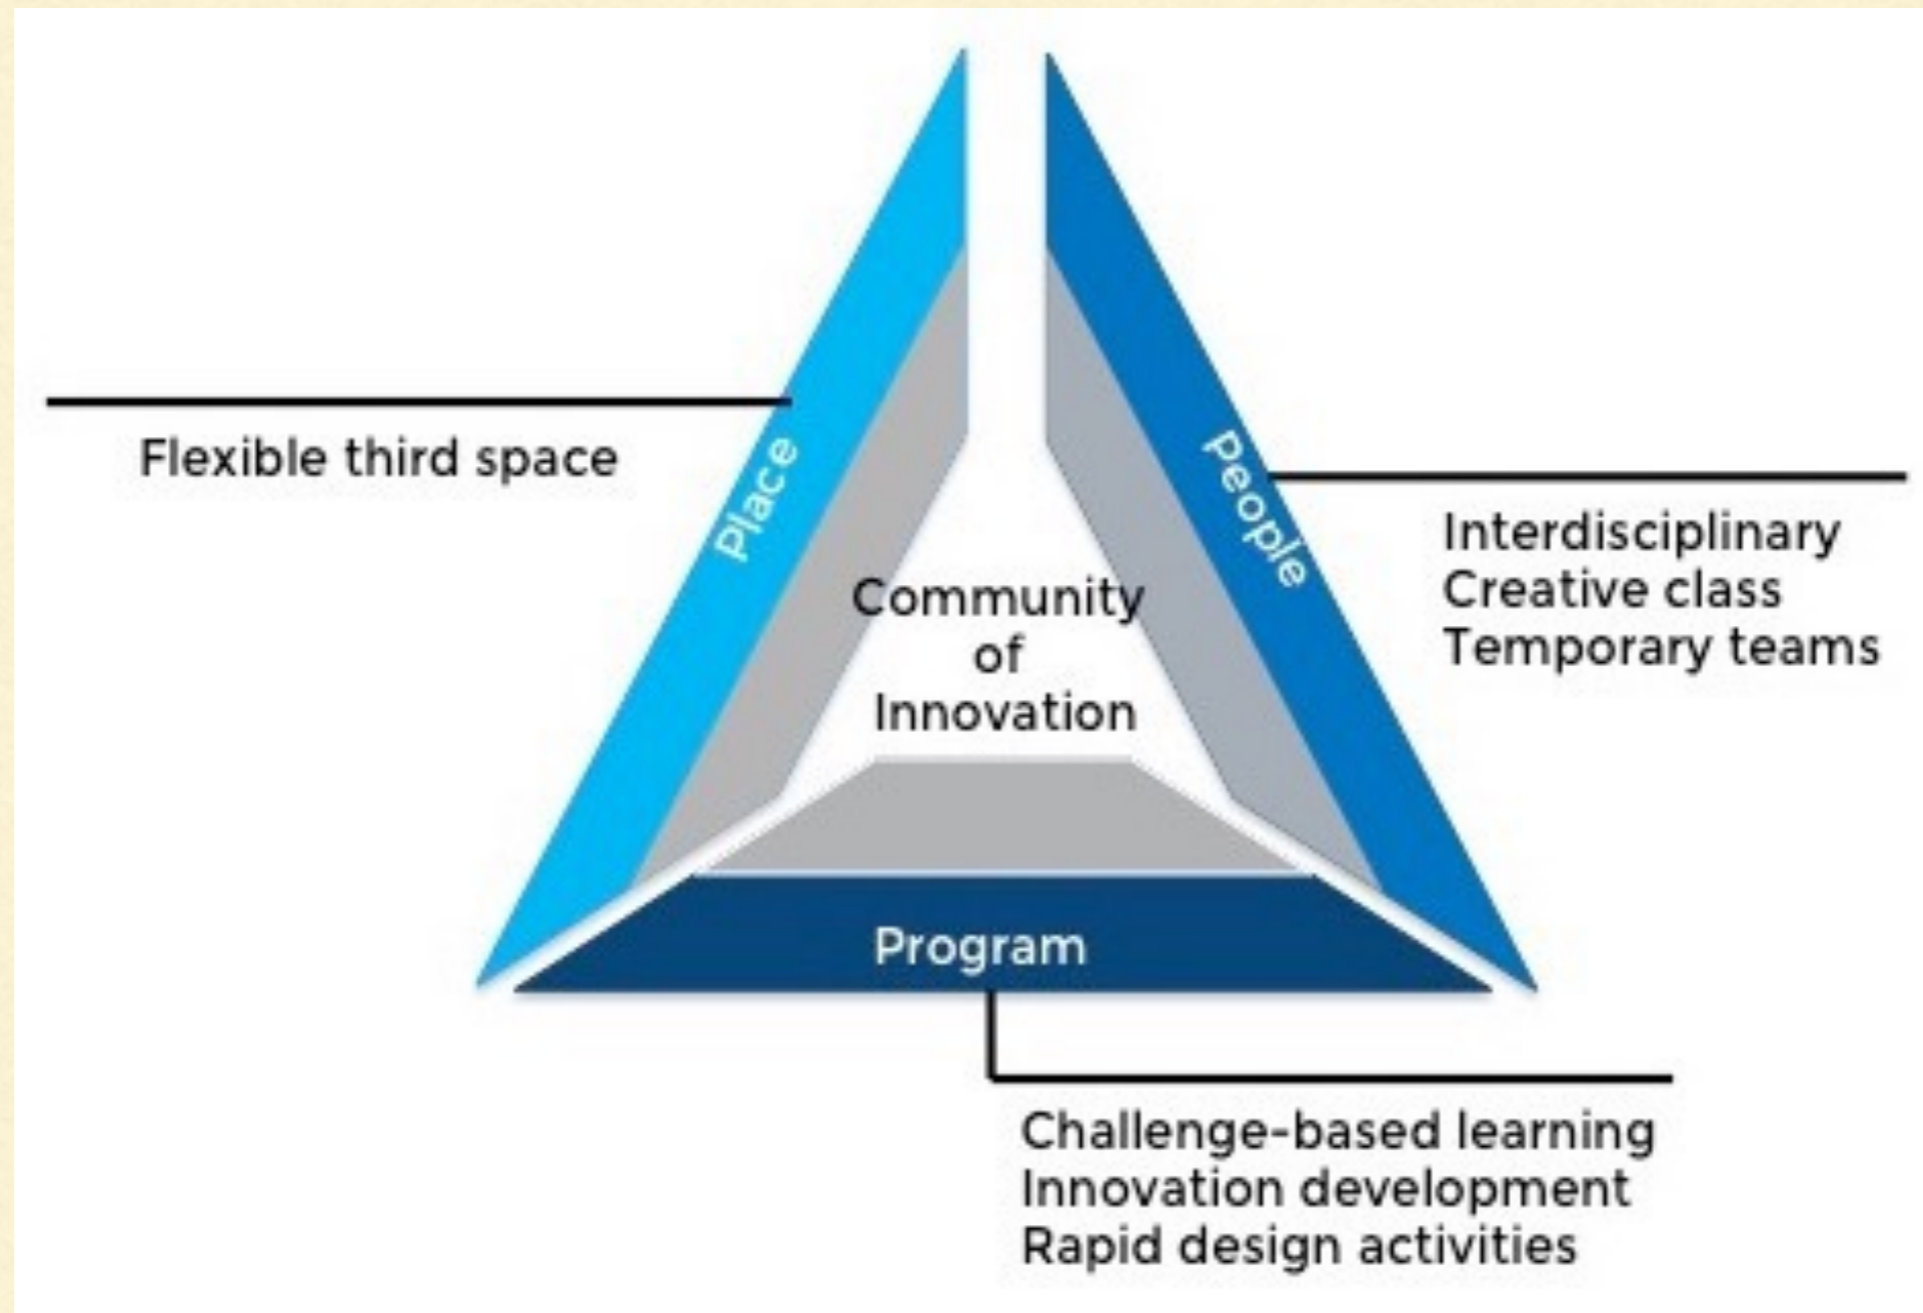 Place
Flexible third space
People
Interdisciplinary
Creative class
Temporary teams
Community
of
Innovation
Program
Challenge-based learning
Innovation development
Rapid design activities